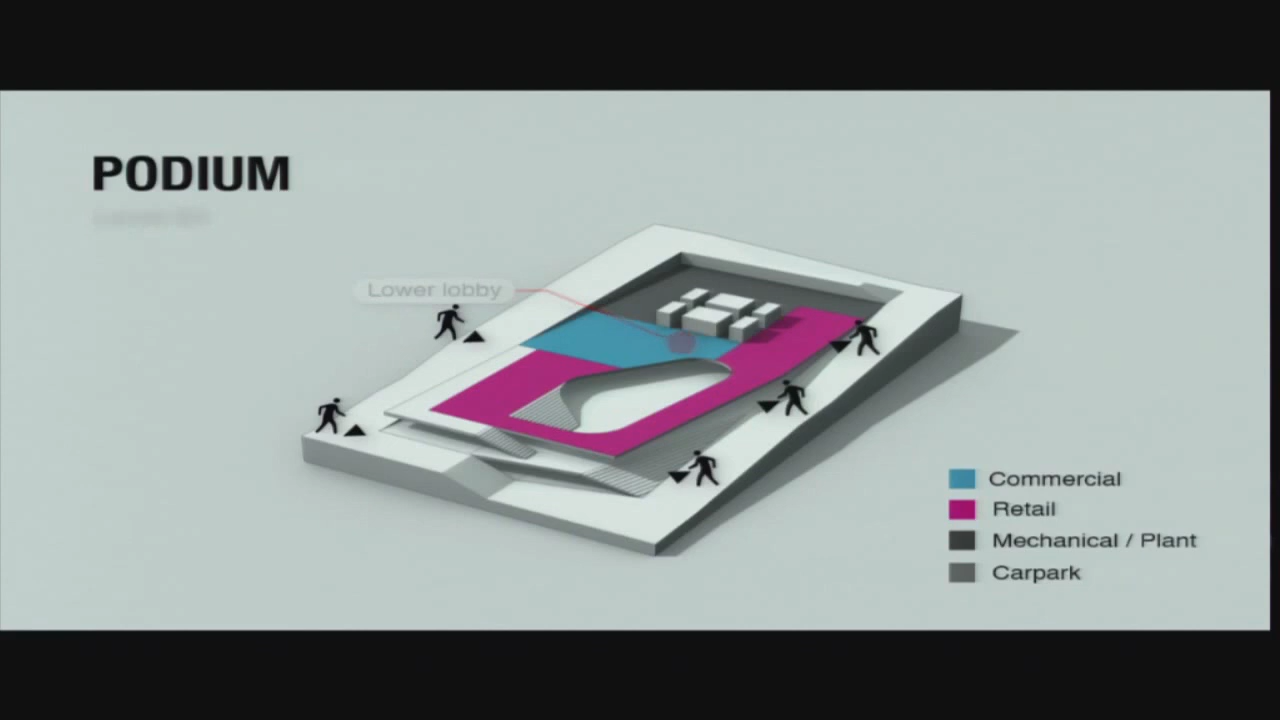 PODIUM
Lower lobby
Commercial
Retail
Mechanical / Plant
Carpark